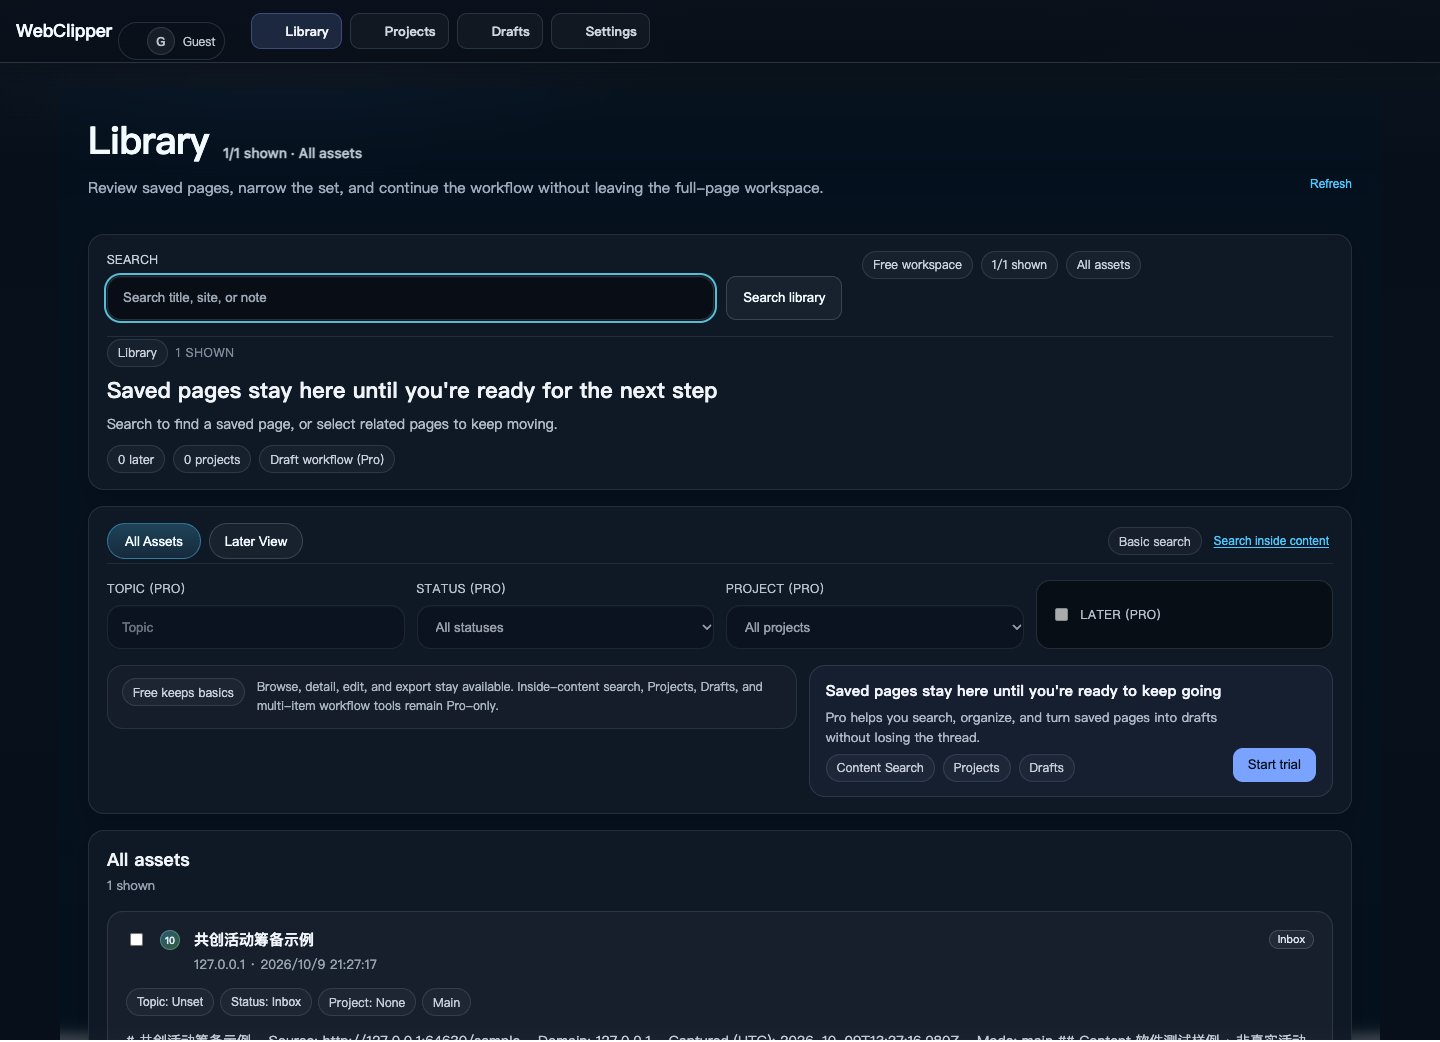 WebClipper
G Guest
Library
Projects
Drafts
Settings
Library 1/1 shown · All assets
Review saved pages, narrow the set, and continue the workflow without leaving the full-page workspace.
Refresh
SEARCH
Search title, site, or note
Search library
Free workspace
1/1 shown
All assets
Library 1 SHOWN
Saved pages stay here until you're ready for the next step
Search to find a saved page, or select related pages to keep moving.
0 later
0 projects
Draft workflow (Pro)
All Assets
Later View
Basic search
Search inside content
TOPIC (PRO)
STATUS (PRO)
PROJECT (PRO)
Topic
All statuses
All projects
LATER (PRO)
Free keeps basics
Browse, detail, edit, and export stay available. Inside-content search, Projects, Drafts, and
multi-item workflow tools remain Pro-only.
Saved pages stay here until you're ready to keep going
Pro helps you search, organize, and turn saved pages into drafts
without losing the thread.
Content Search
Projects
Drafts
Start trial
All assets
1 shown
10 共创活动筹备示例
Inbox
127.0.0.1 · 2026/10/9 21:27:17
Topic: Unset
Status: Inbox
Project: None
Main
# 共创活动筹备示例